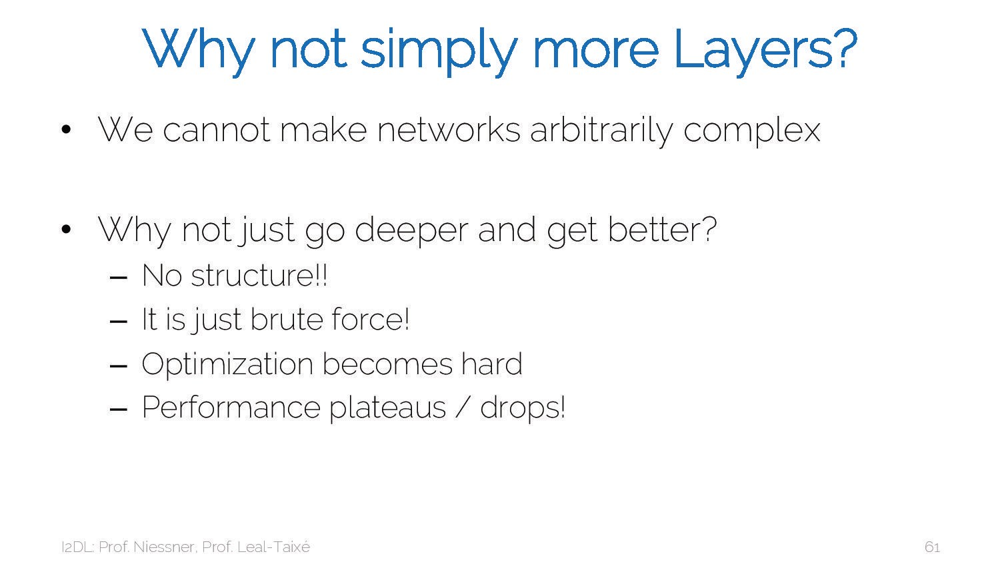 Why not simply more Layers?
• We cannot make networks arbitrarily complex
• Why not just go deeper and get better?
– No structure!!
– It is just brute force!
– Optimization becomes hard
– Performance plateaus / drops!
I2DL: Prof. Niessner, Prof. Leal-Taixé
61